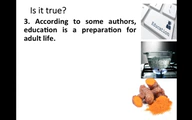 Is it true?
3. According to some authors,
education is a preparation for
adult life.